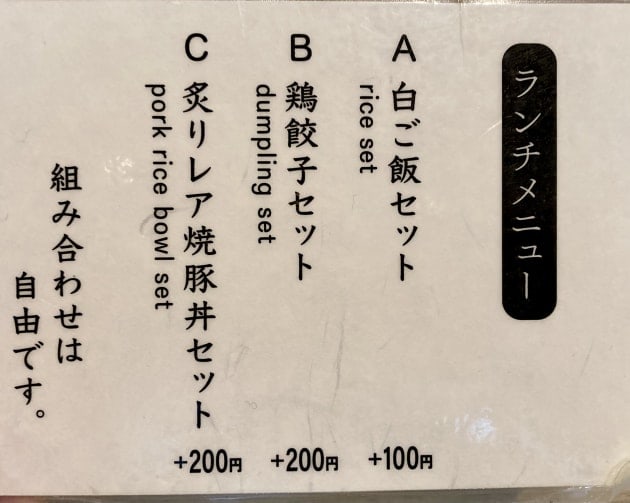 ランチメニュー
A
白ご飯セット
rice set
+100円
B
鶏餃子セット
dumpling set
+200円
C
炙りレア焼豚丼セット
pork rice bowl set
+200円
組み合わせは
自由です。